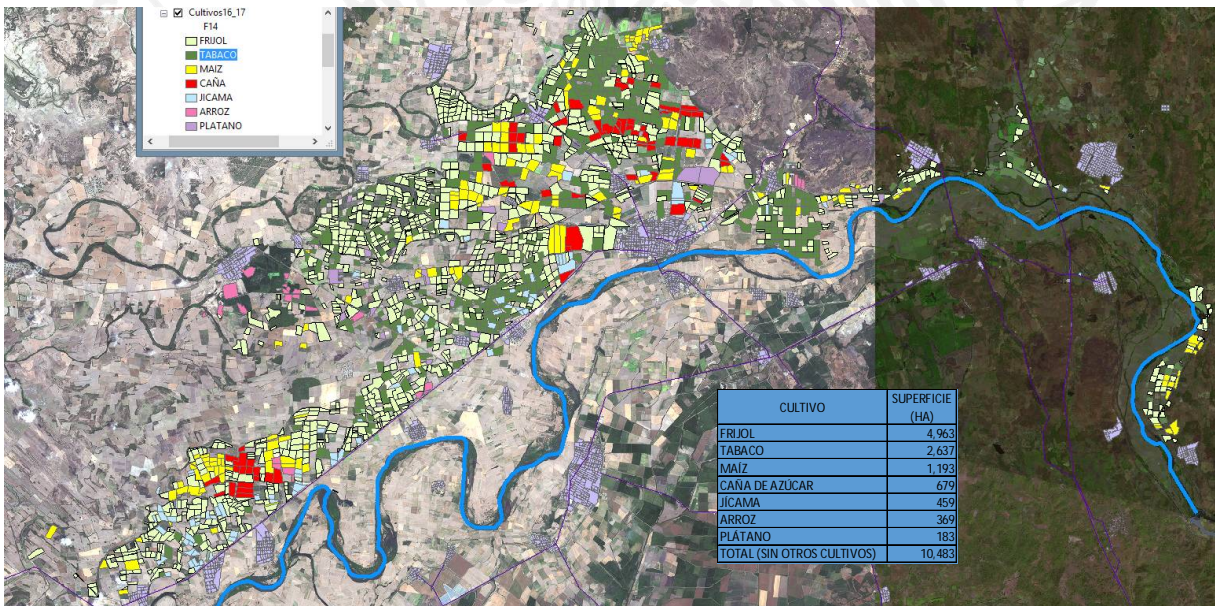 Cultivos16_17
F14
FRIJOL
TABACO
MAIZ
CAÑA
JICAMA
ARROZ
PLATANO
CULTIVO SUPERFICIE (HA)
FRIJOL 4,963
TABACO 2,637
MAÍZ 1,193
CAÑA DE AZÚCAR 679
JÍCAMA 459
ARROZ 369
PLÁTANO 183
TOTAL (SIN OTROS CULTIVOS) 10,483